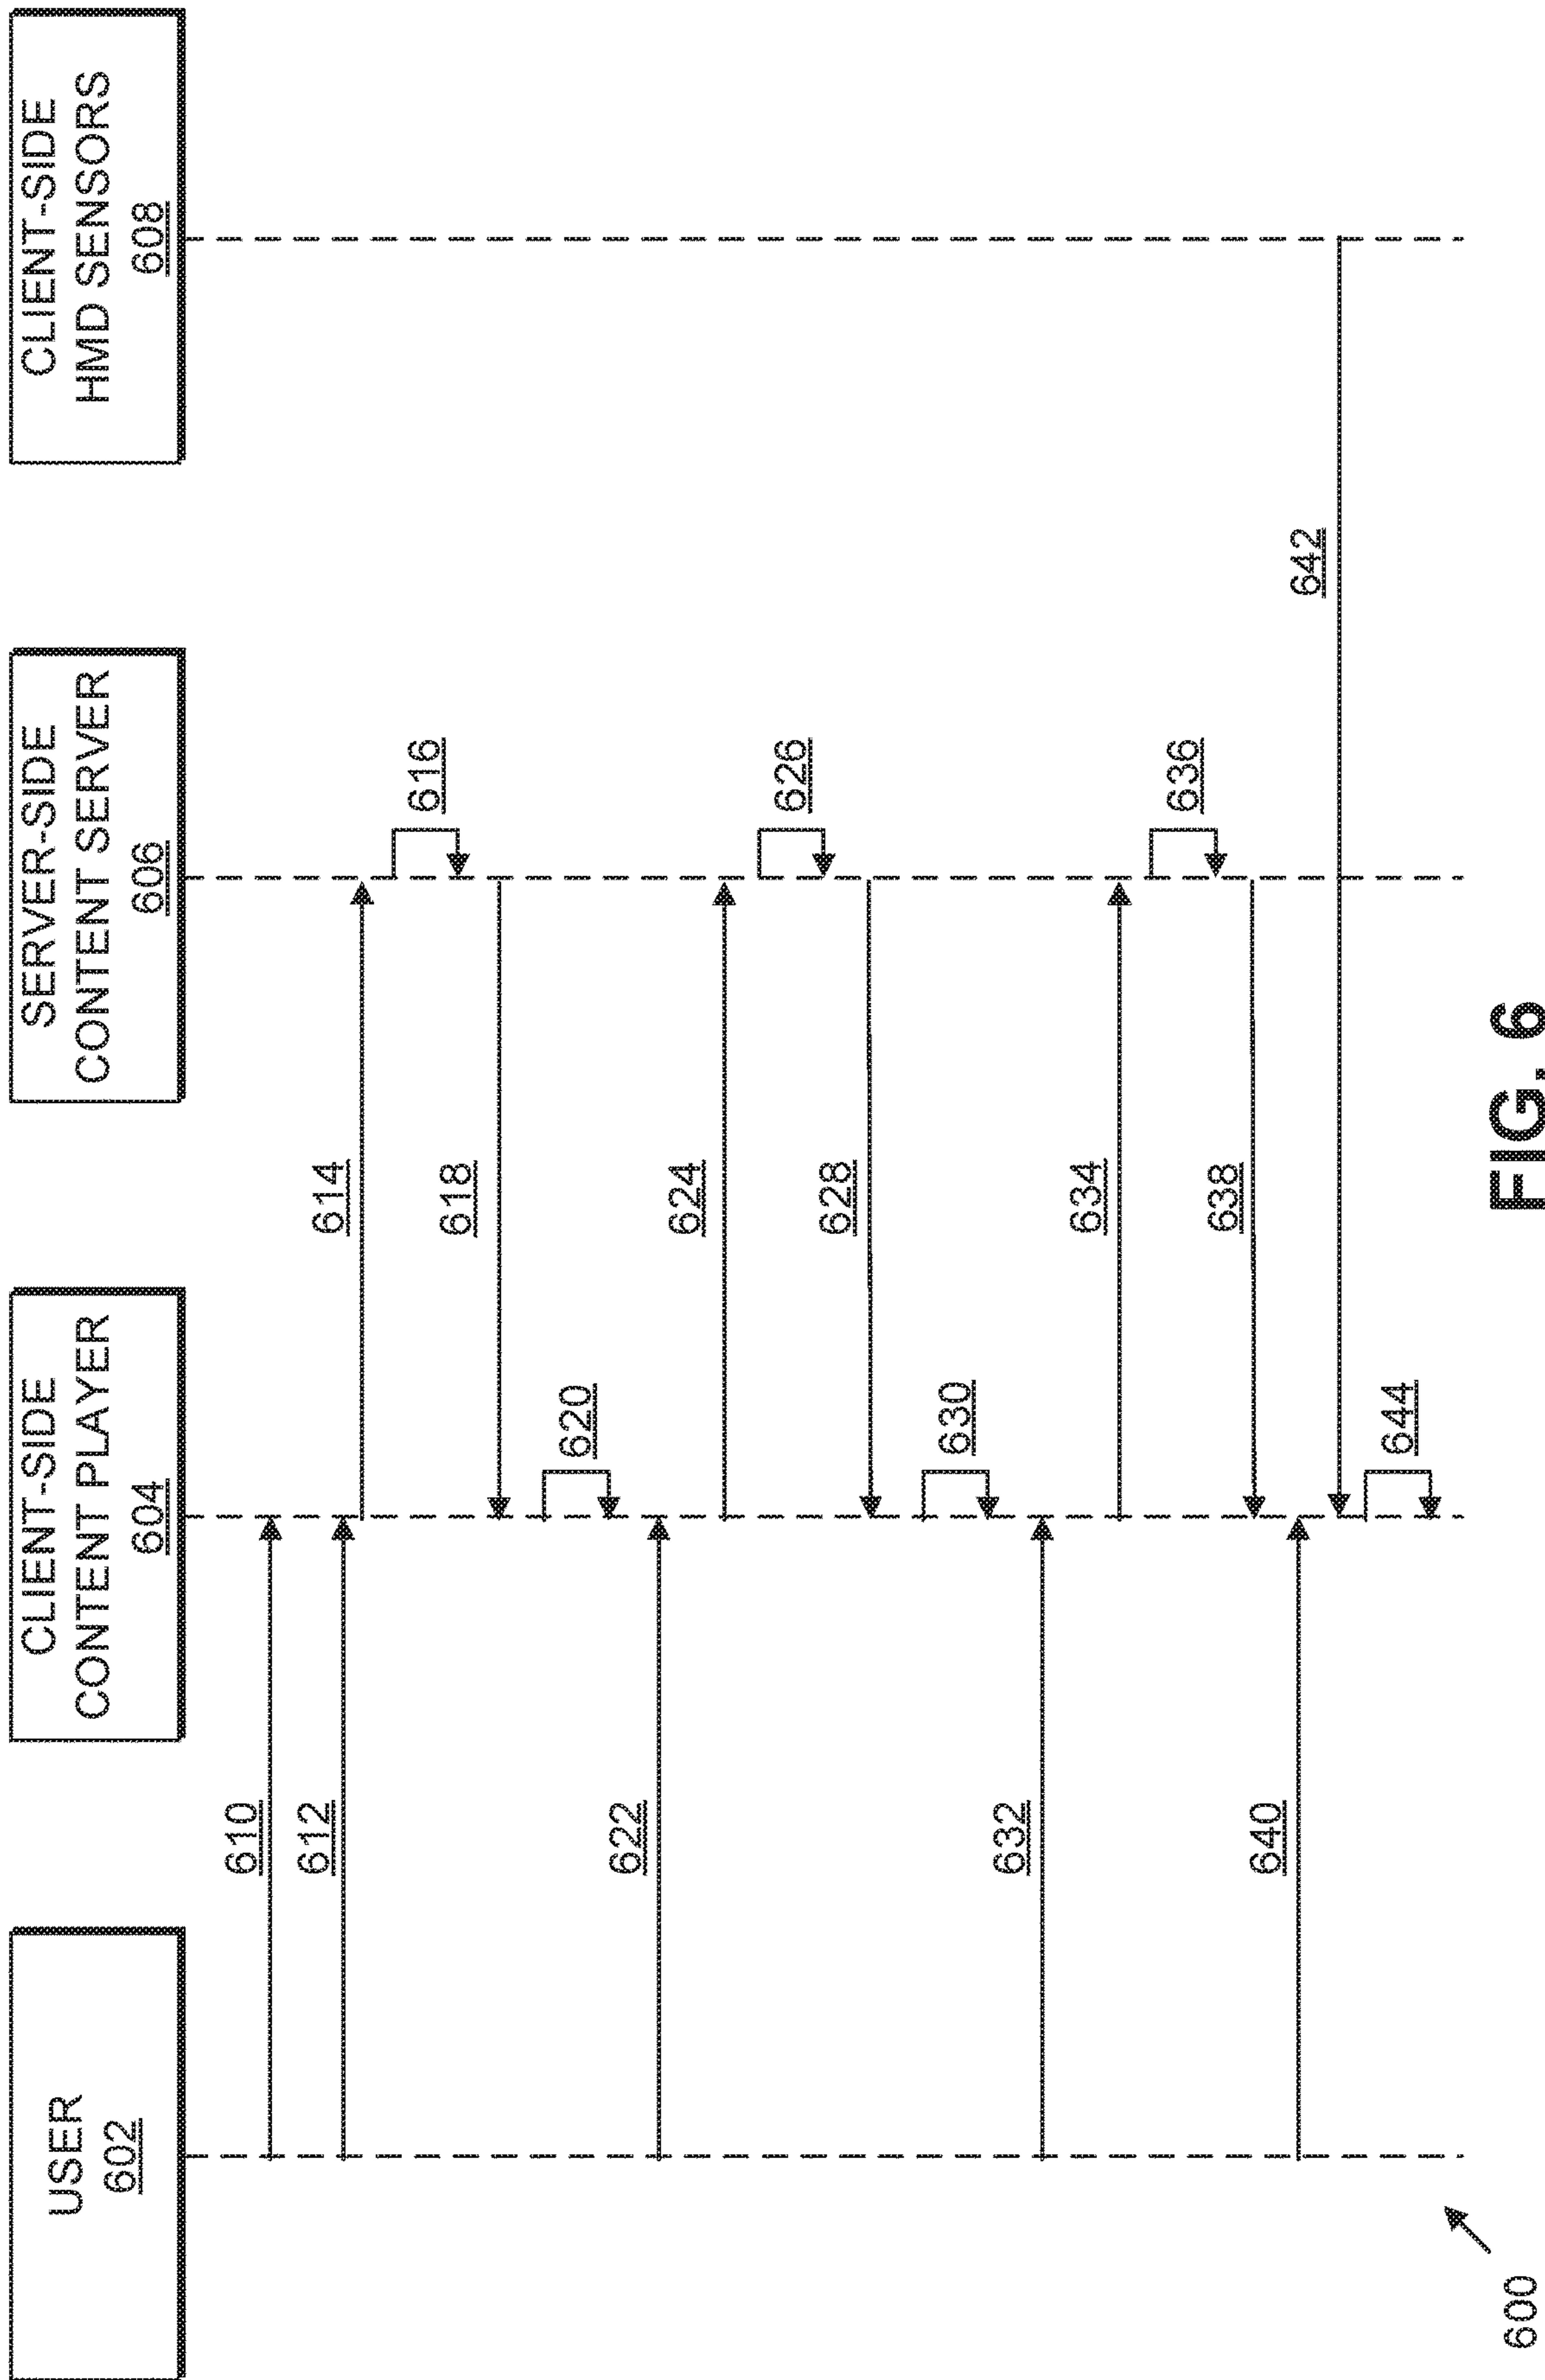 USER
602
CLIENT-SIDE
CONTENT PLAYER
604
SERVER-SIDE
CONTENT SERVER
606
CLIENT-SIDE
HMD SENSORS
608
610
612
614
616
618
620
622
624
626
628
630
632
634
636
638
640
642
644
600
FIG. 6